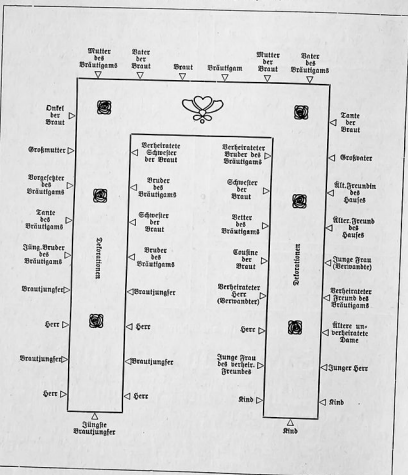 Mutter
des
Bräutigams
Vater
der
Braut
Braut
Bräutigam
Mutter
der
Braut
Vater
des
Bräutigams
Onkel
der
Braut
Großmutter
Vorgesetzter
des
Bräutigams
Tante
des
Bräutigams
Jüng. Bruder
des
Bräutigams
Brautjungfer
Herr
Brautjungfer
Herr
Dekorationen
Verheiratete
Schwester
der Braut
Bruder
des
Bräutigams
Schwester
der
Braut
Bruder
des
Bräutigams
Brautjungfer
Herr
Brautjungfer
Herr
Jüngste
Brautjungfer
Verheirateter
Bruder des
Bräutigams
Schwester
der
Braut
Vetter
des
Bräutigams
Cousine
der
Braut
Verheirateter
Herr
(Verwandter)
Herr
Junge Frau
des verheir.
Freundes
Kind
Dekorationen
Tante
der
Braut
Großvater
Ält. Freundin
des
Hauses
Älter. Freund
des
Hauses
Junge Frau
(Verwandte)
Verheirateter
Freund des
Bräutigams
Ältere un-
verheiratete
Dame
Junger Herr
Kind
Kind